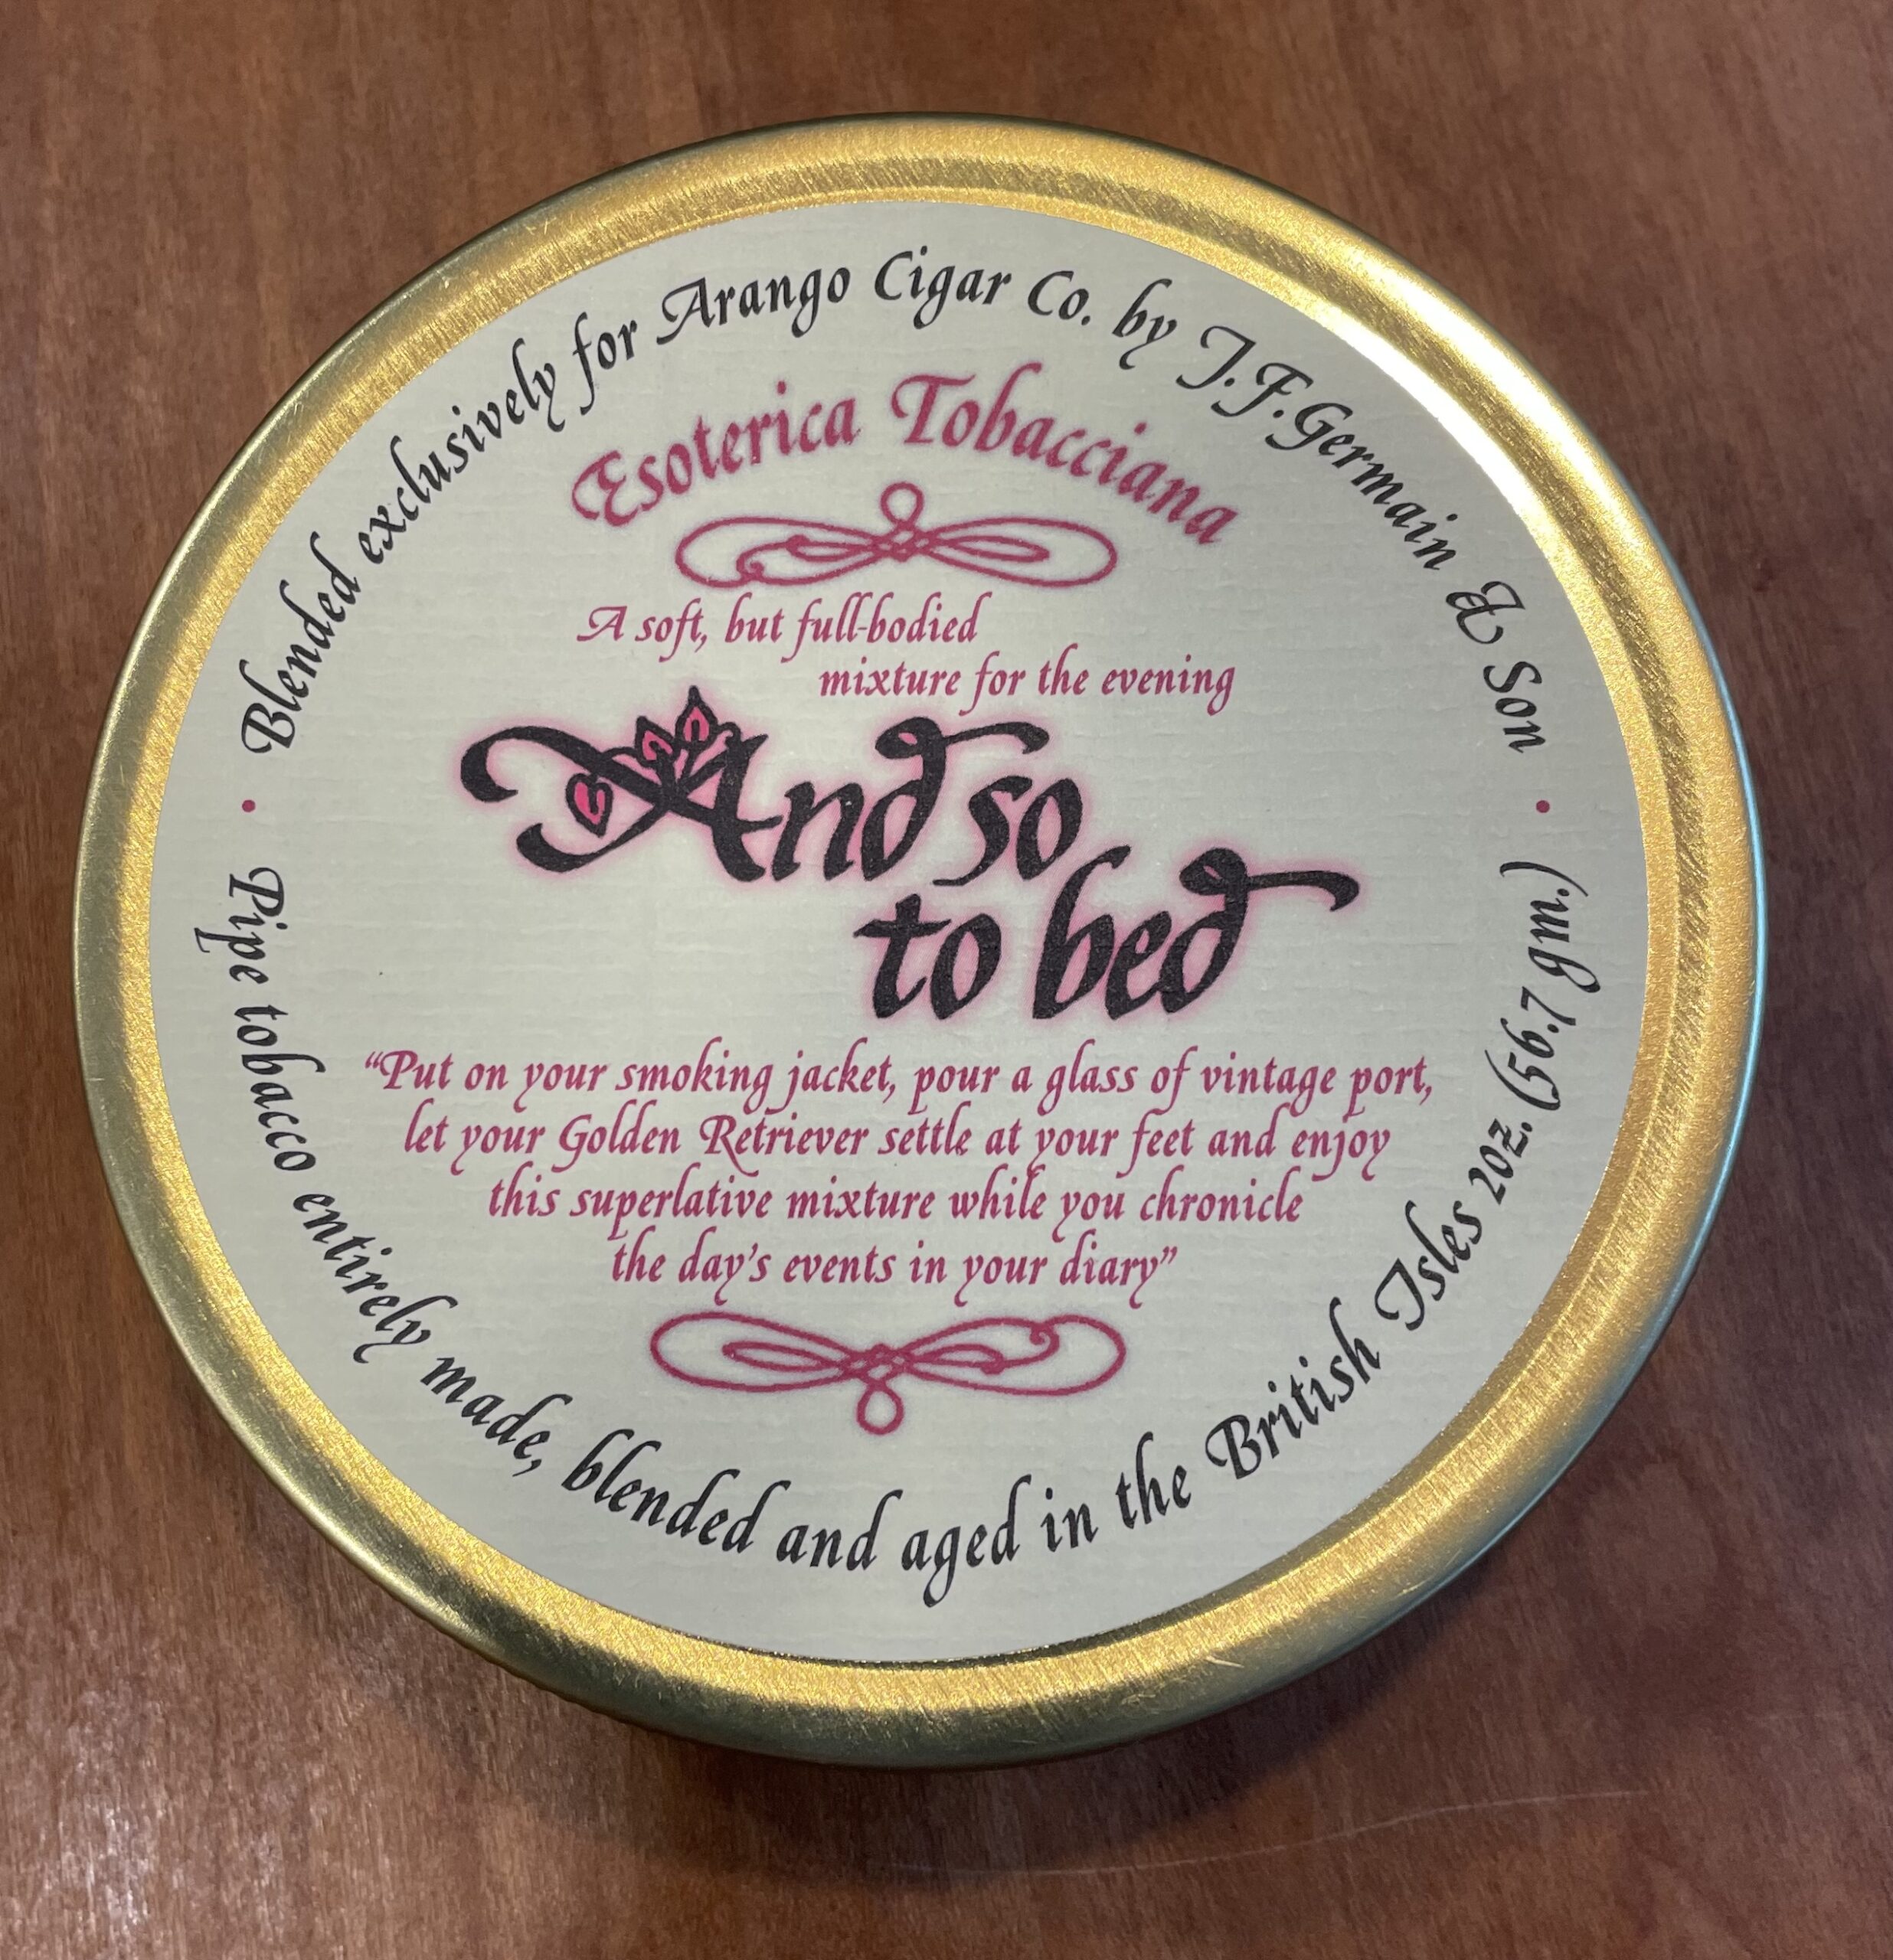 Blended exclusively for Arango Cigar Co. by J.F.Germain & Son
Esoterica Tobacciana
A soft, but full-bodied
mixture for the evening
And so
to bed
“Put on your smoking jacket, pour a glass of vintage port,
let your Golden Retriever settle at your feet and enjoy
this superlative mixture while you chronicle
the day's events in your diary”
Pipe tobacco entirely made, blended and aged in the British Isles 2oz. (56.7 gm.)